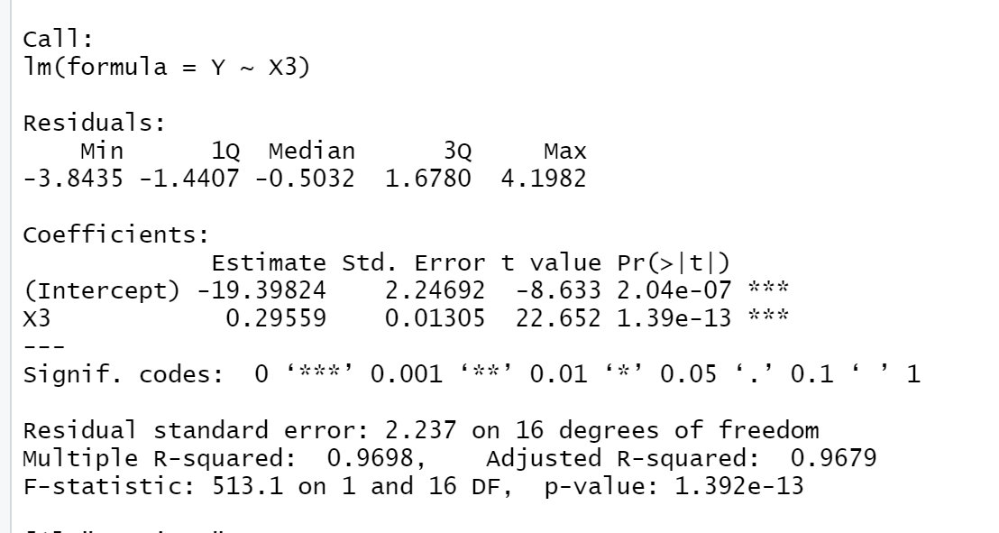 Call:
lm(formula = Y ~ X3)
Residuals:
Min 1Q Median 3Q Max
-3.8435 -1.4407 -0.5032 1.6780 4.1982
Coefficients:
Estimate Std. Error t value Pr(>|t|)
(Intercept) -19.39824 2.24692 -8.633 2.04e-07 ***
X3 0.29559 0.01305 22.652 1.39e-13 ***
---
Signif. codes: 0 ‘***’ 0.001 ‘**’ 0.01 ‘*’ 0.05 ‘.’ 0.1 ‘ ’ 1
Residual standard error: 2.237 on 16 degrees of freedom
Multiple R-squared: 0.9698, Adjusted R-squared: 0.9679
F-statistic: 513.1 on 1 and 16 DF, p-value: 1.392e-13